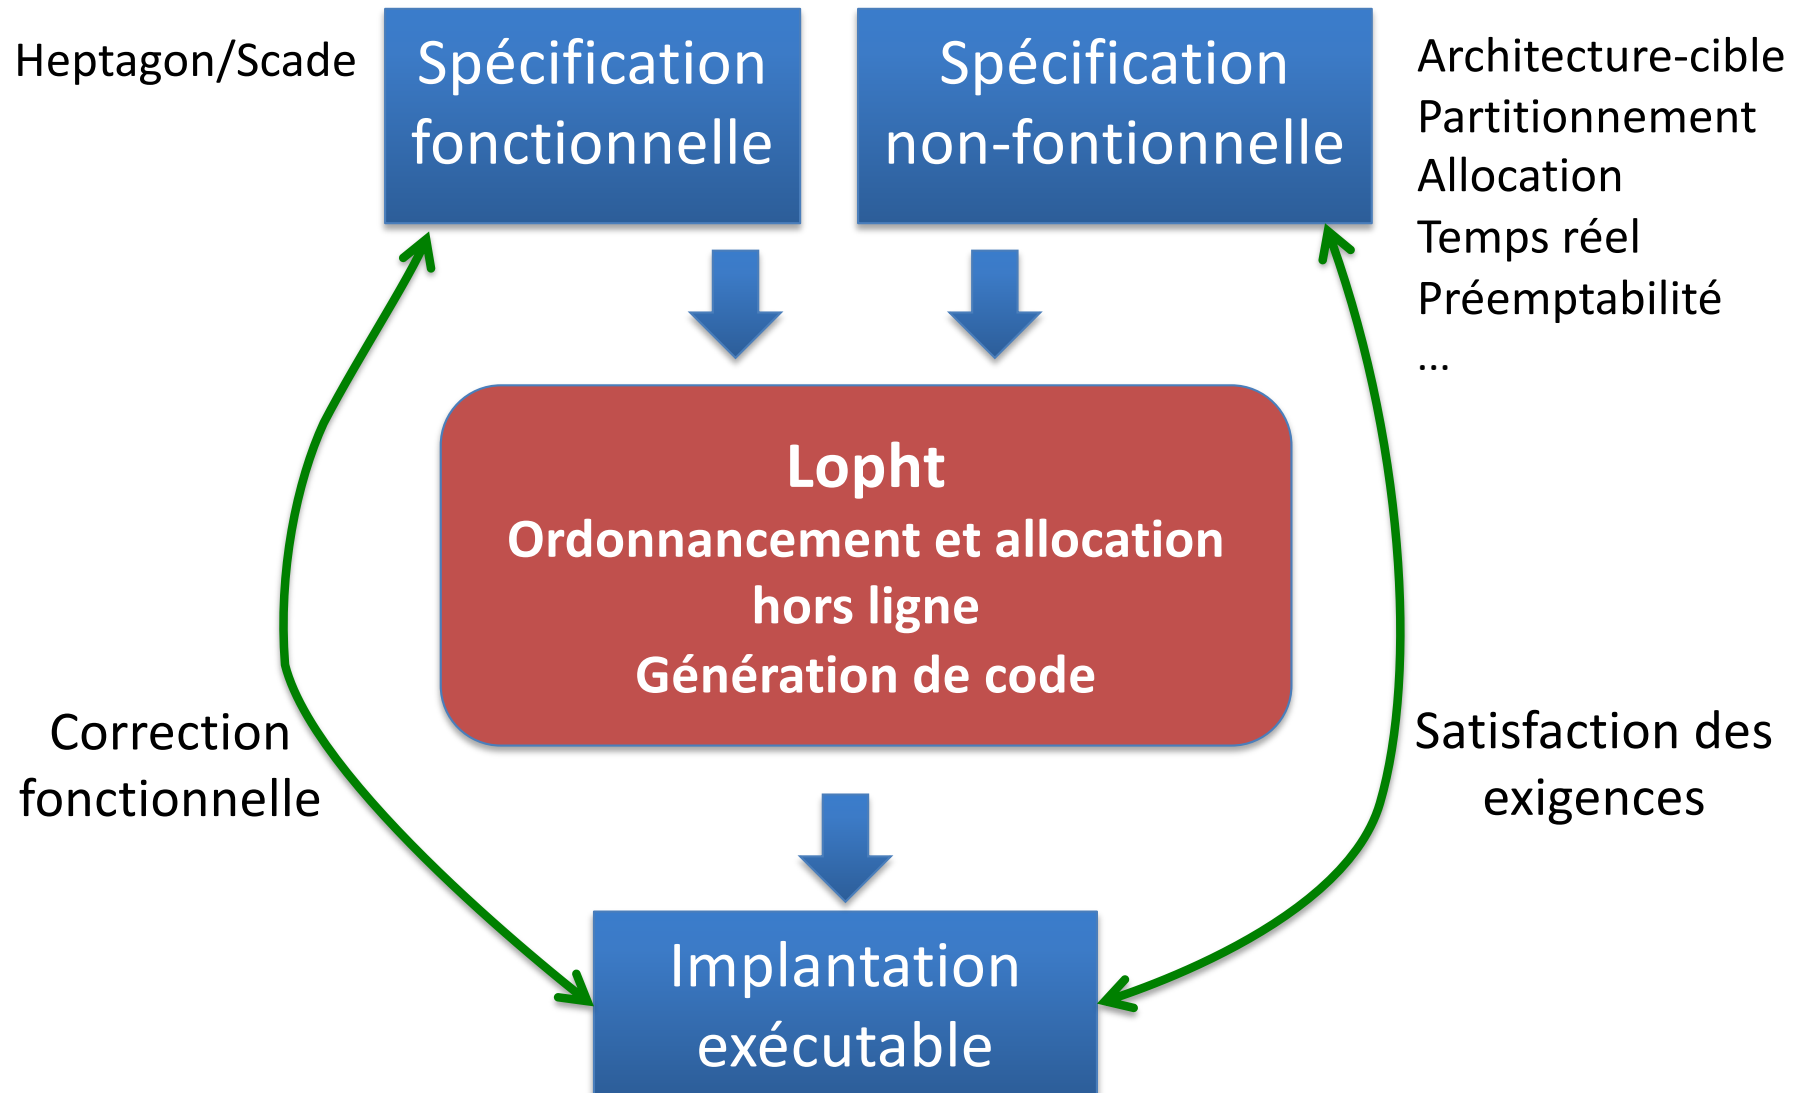 Heptagon/Scade
Spécification
fonctionnelle
Spécification
non-fontionnelle
Architecture-cible
Partitionnement
Allocation
Temps réel
Préemptabilité
...
Lopht
Ordonnancement et allocation
hors ligne
Génération de code
Correction
fonctionnelle
Satisfaction des
exigences
Implantation
exécutable